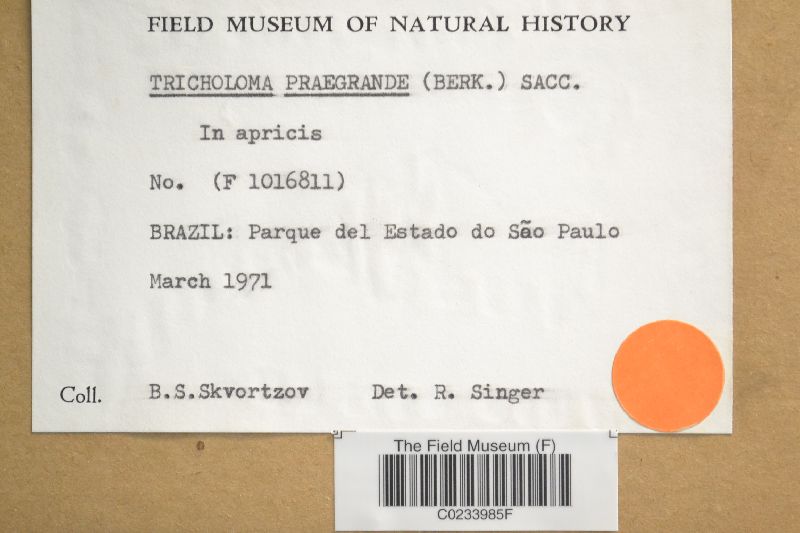 FIELD MUSEUM OF NATURAL HISTORY
TRICHOLOMA PRAEGRANDE (BERK.) SACC.
In apricis
No. (F 1016811)
BRAZIL: Parque del Estado do São Paulo
March 1971
Coll. B.S.Skvortzov Det. R. Singer
The Field Museum (F)
C0233985F